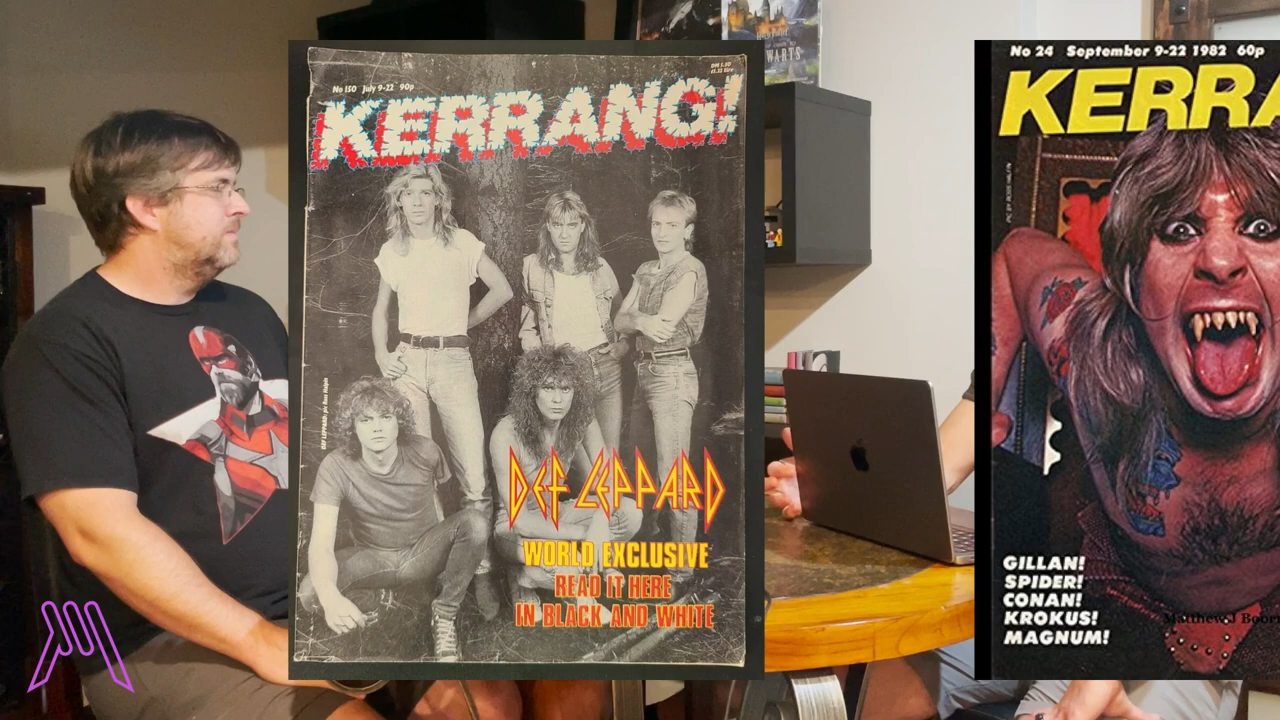 No 150 July 9-22 90p
KERRANG!
DEF LEPPARD
WORLD EXCLUSIVE
READ IT HERE
IN BLACK AND WHITE
No 24 September 9-22 1982 60p
KERRA
GILLAN!
SPIDER!
CONAN!
KROKUS!
MAGNUM!
WARTS